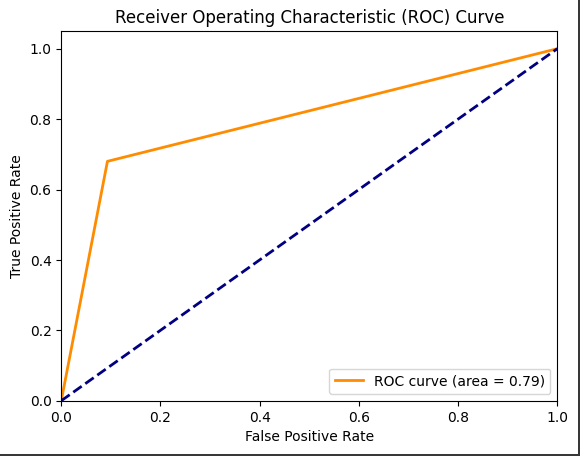 Receiver Operating Characteristic (ROC) Curve
1.0
0.8
0.6
0.4
0.2
0.0
True Positive Rate
ROC curve (area = 0.79)
0.0 0.2 0.4 0.6 0.8 1.0
False Positive Rate